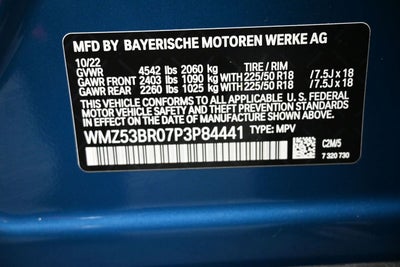 MFD BY BAYERISCHE MOTOREN WERKE AG
10/22 TIRE / RIM
GVWR 4542 lbs 2060 kg
GAWR FRONT 2403 lbs 1090 kg WITH 225/50 R18 /7.5J x 18
GAWR REAR 2260 lbs 1025 kg WITH 225/50 R18 /7.5J x 18
THIS VEHICLE CONFORMS TO ALL APPLICABLE U.S. FEDERAL
MOTOR VEHICLE SAFETY, BUMPER, AND THEFT PREVENTION
STANDARDS IN EFFECT ON THE DATE OF MANUFACTURE SHOWN ABOVE.
WMZ53BR07P3P84441 TYPE: MPV
C2M/5
7 320 730